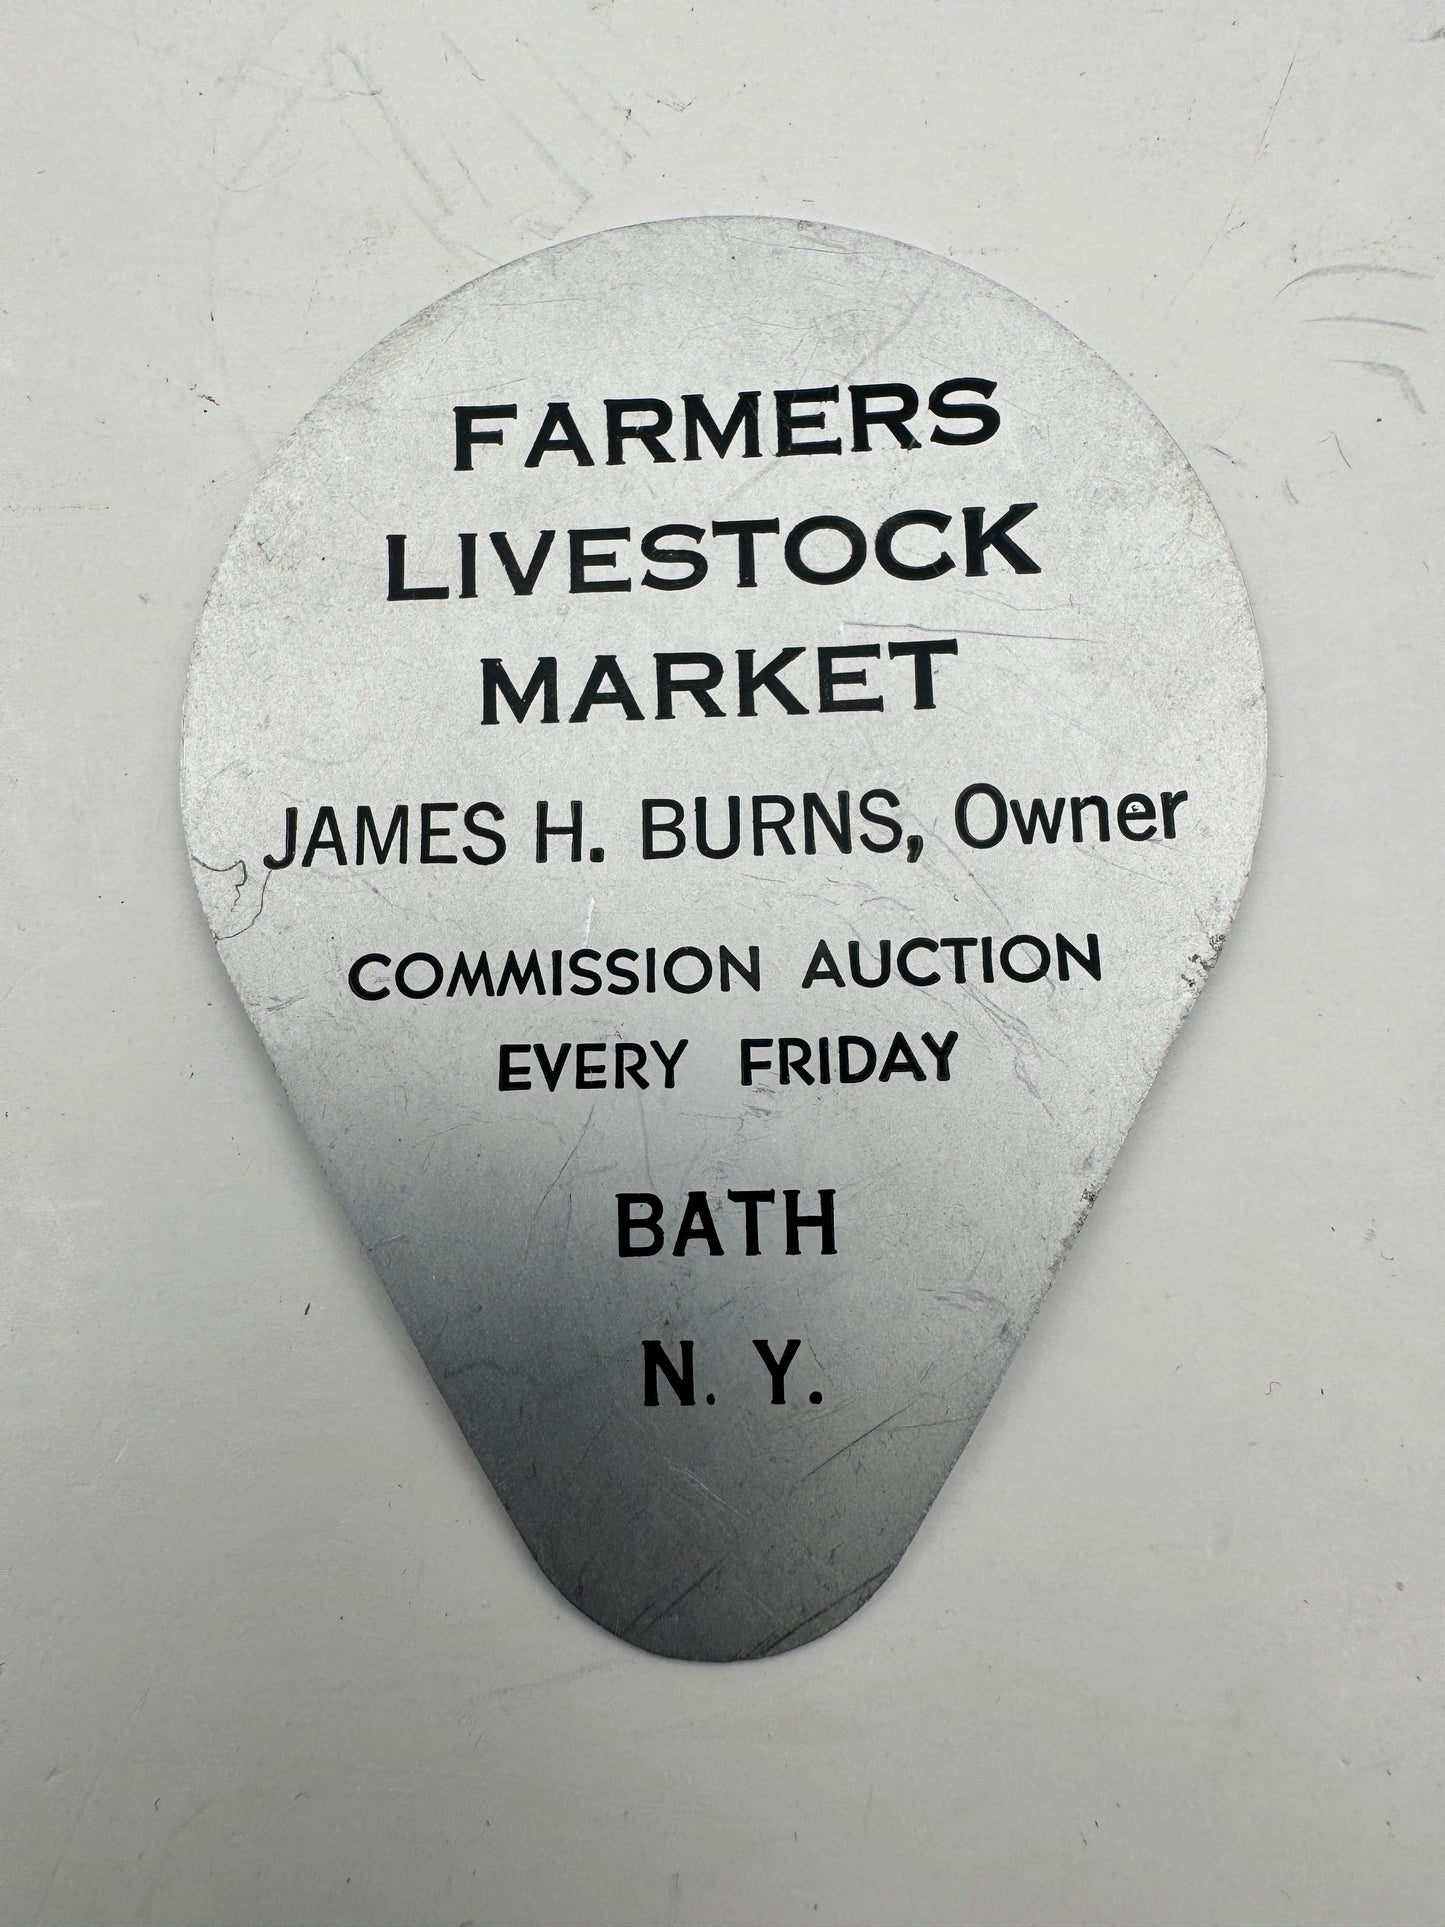 FARMERS
LIVESTOCK
MARKET
JAMES H. BURNS, Owner
COMMISSION AUCTION
EVERY FRIDAY
BATH
N. Y.